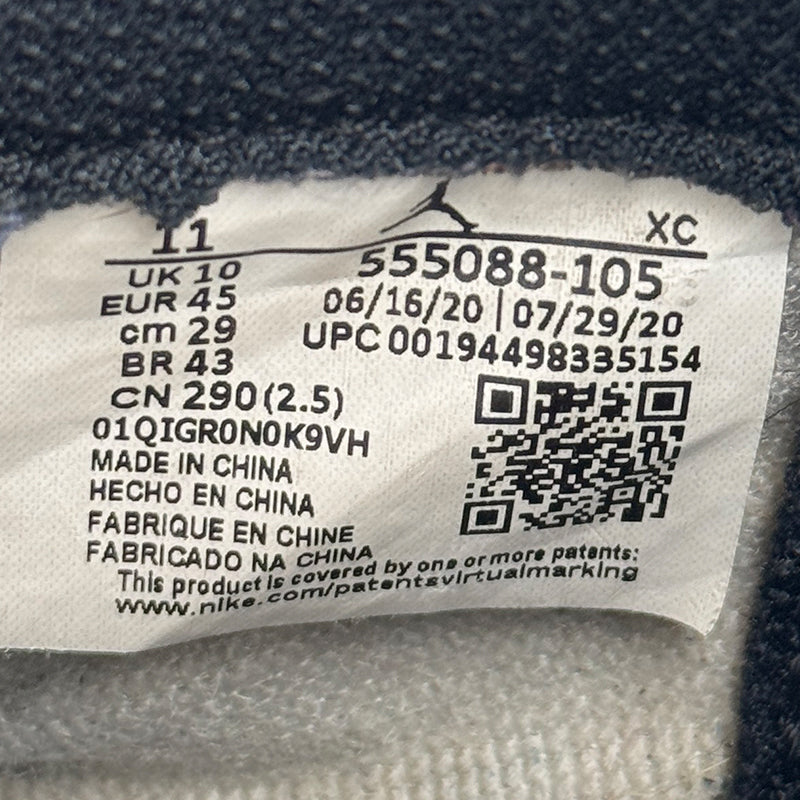 11
XC
UK 10
EUR 45
cm 29
BR 43
CN 290 (2.5)
555088-105
06/16/20 | 07/29/20
UPC 00194498335154
01QIGR0N0K9VH
MADE IN CHINA
HECHO EN CHINA
FABRIQUE EN CHINE
FABRICADO NA CHINA
This product is covered by one or more patents:
www.nike.com/patentsvirtualmarking